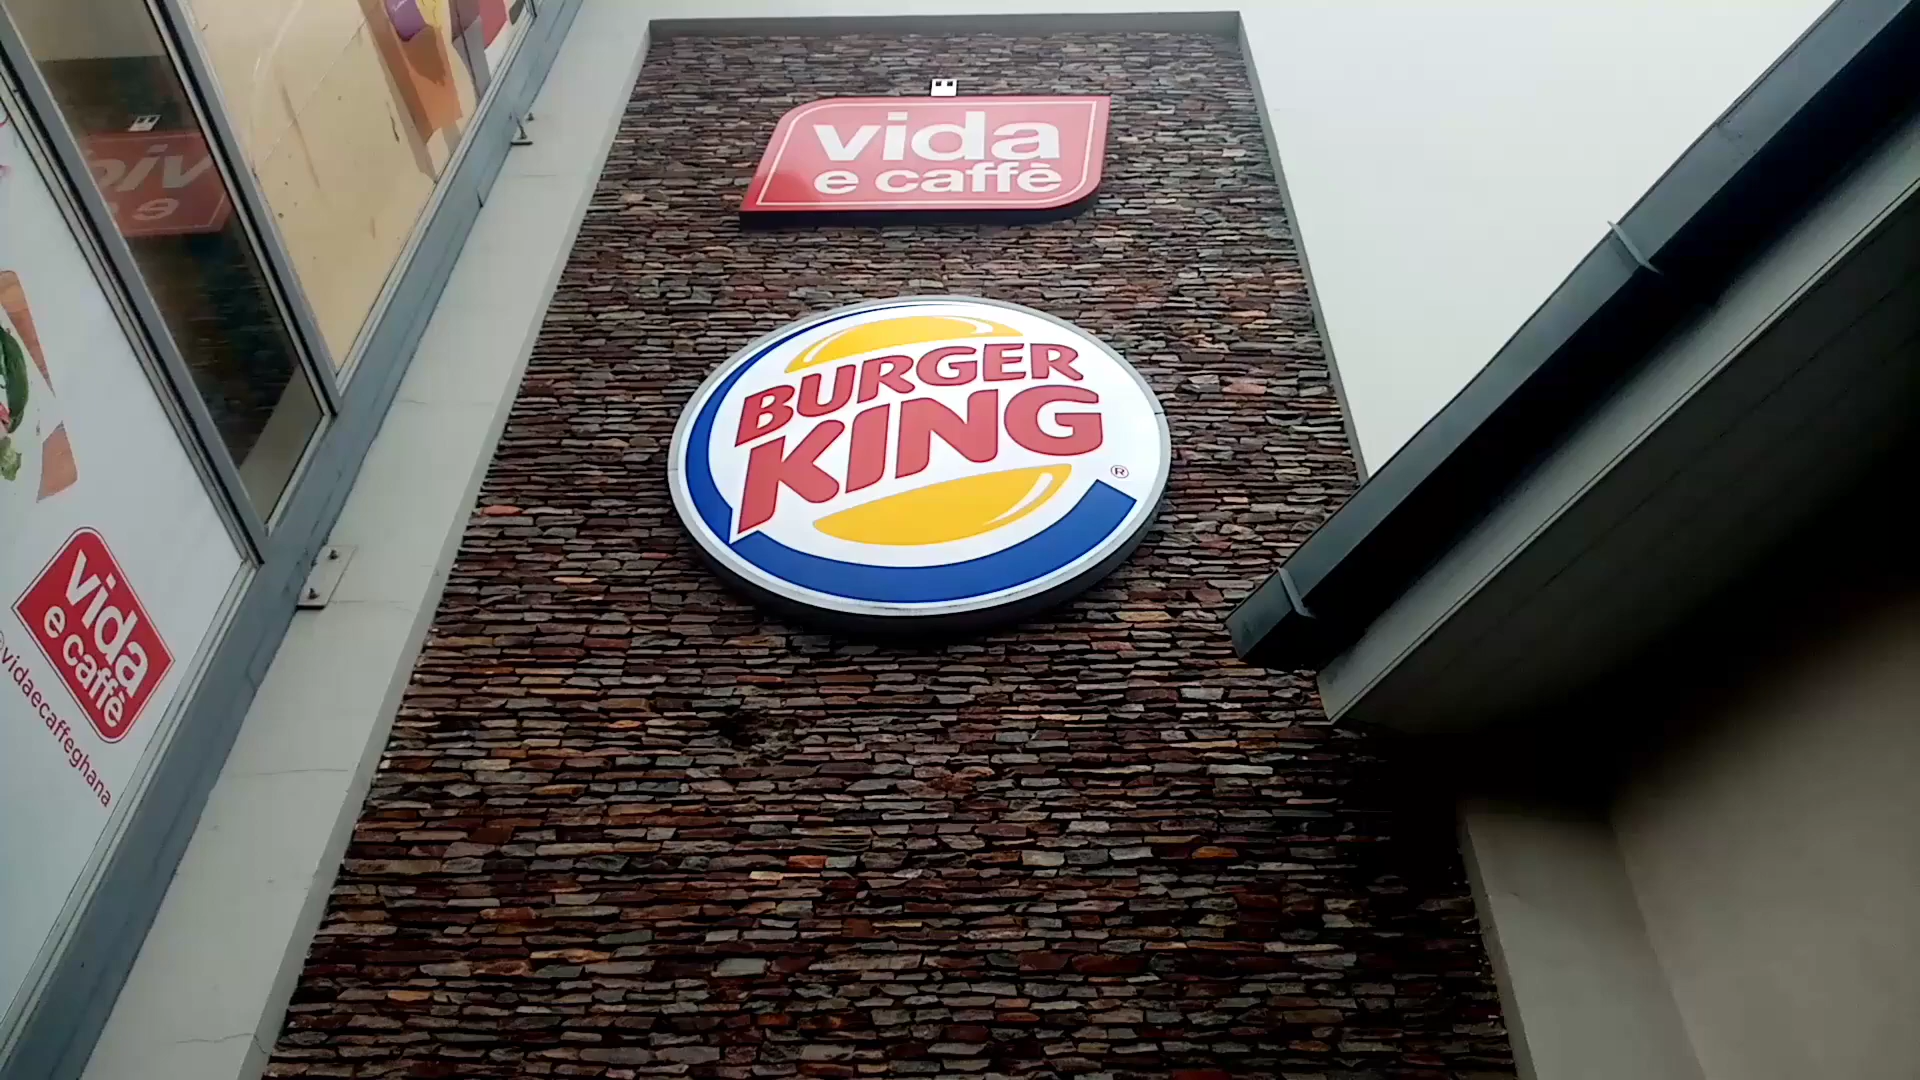 vida
e caffè
BURGER
KING
®
vida
e caffè
@vidaecaffeghana